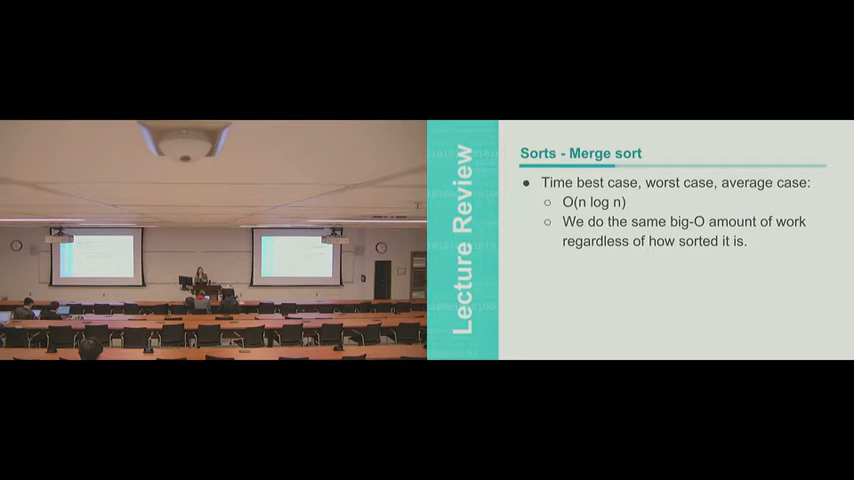 Lecture Review
Sorts - Merge sort
● Time best case, worst case, average case:
○ O(n log n)
○ We do the same big-O amount of work
regardless of how sorted it is.